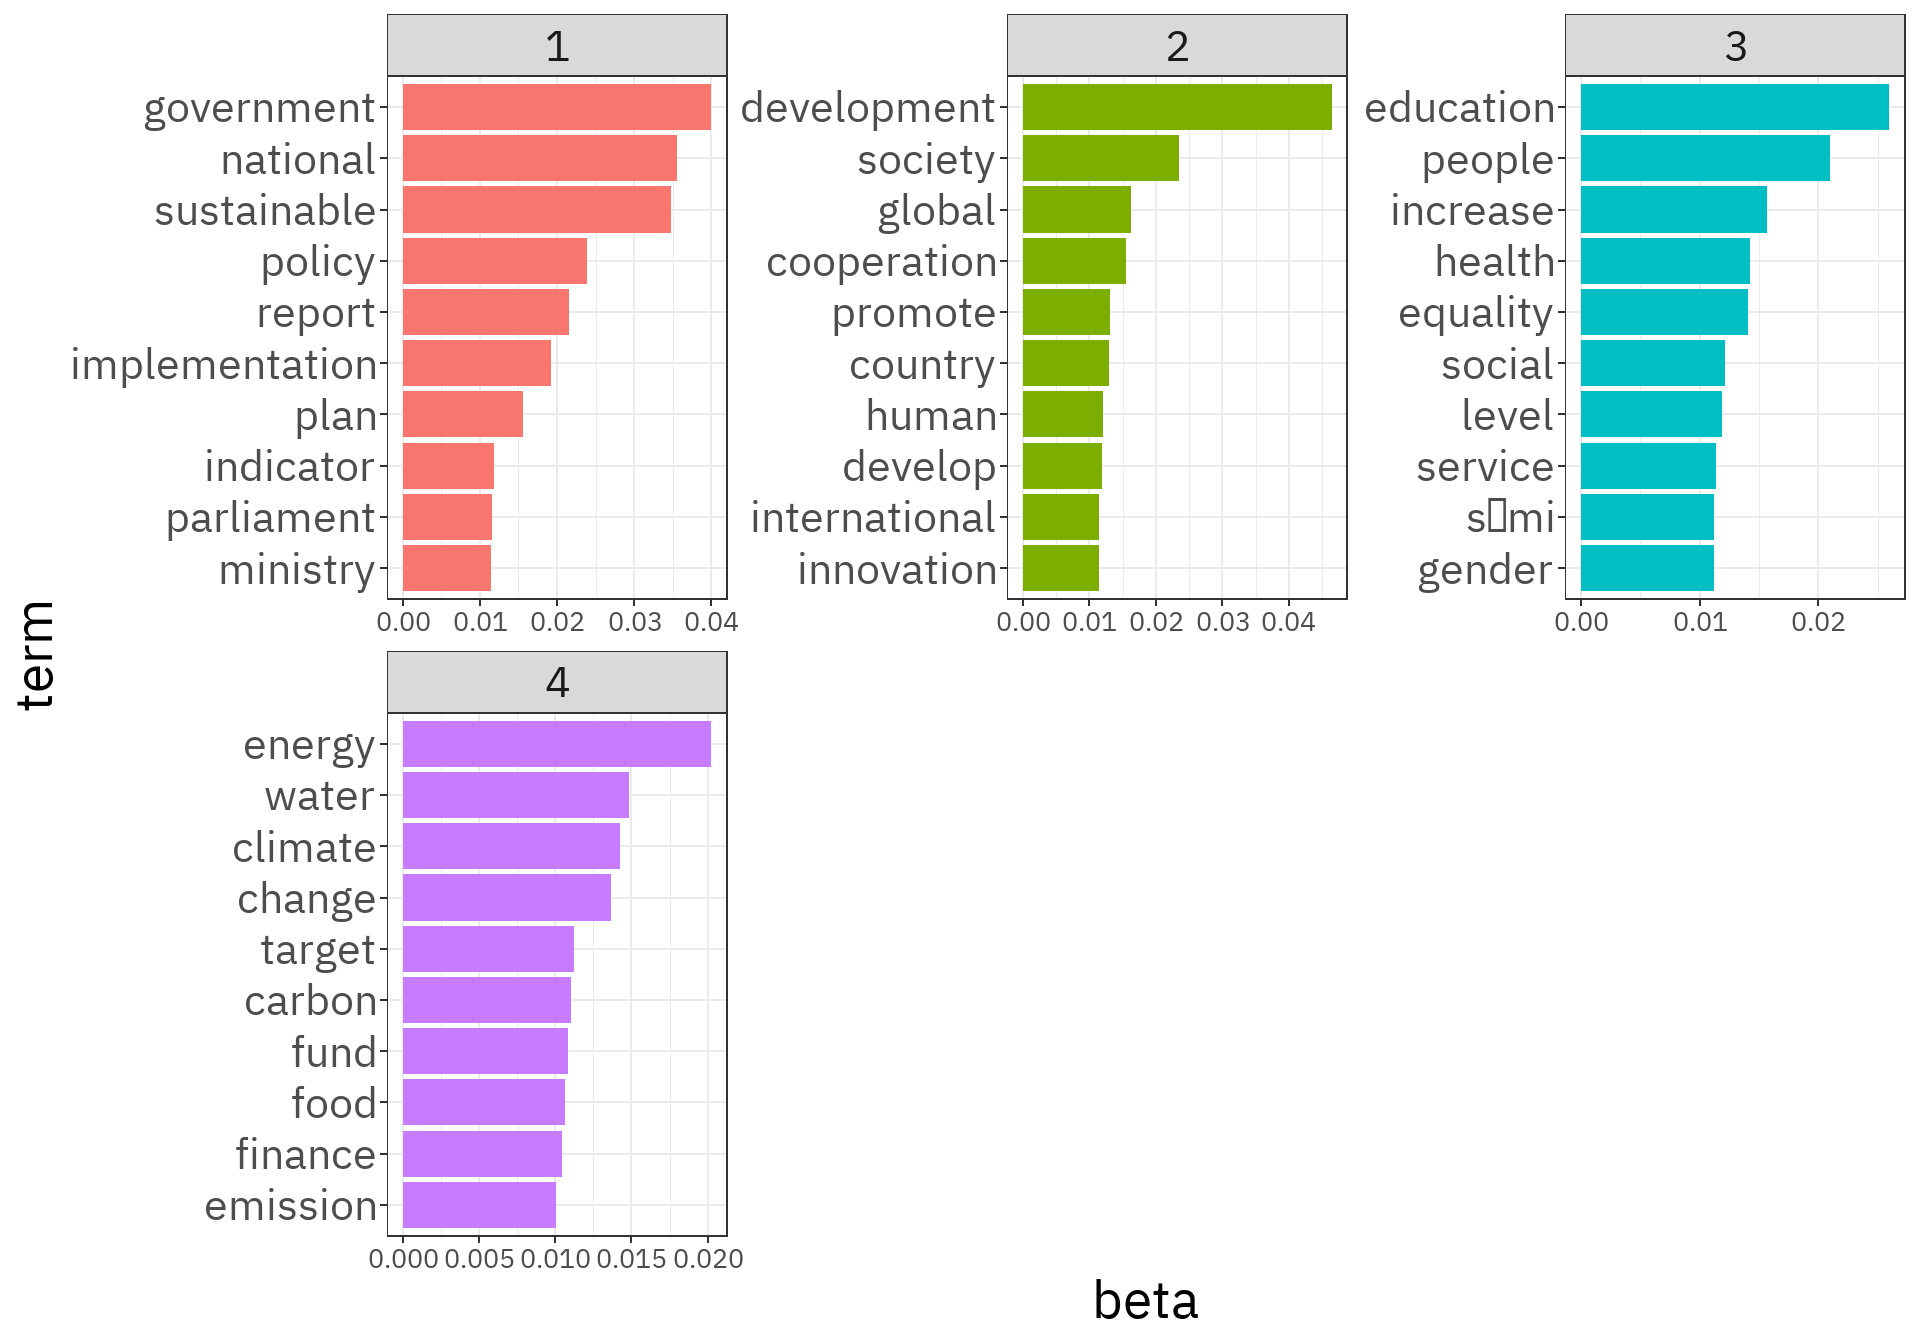 1
government
national
sustainable
policy
report
implementation
plan
indicator
parliament
ministry
0.00 0.01 0.02 0.03 0.04
2
development
society
global
cooperation
promote
country
human
develop
international
innovation
0.00 0.01 0.02 0.03 0.04
3
education
people
increase
health
equality
social
level
service
s▯mi
gender
0.00 0.01 0.02
4
energy
water
climate
change
target
carbon
fund
food
finance
emission
0.000 0.005 0.010 0.015 0.020
term
beta